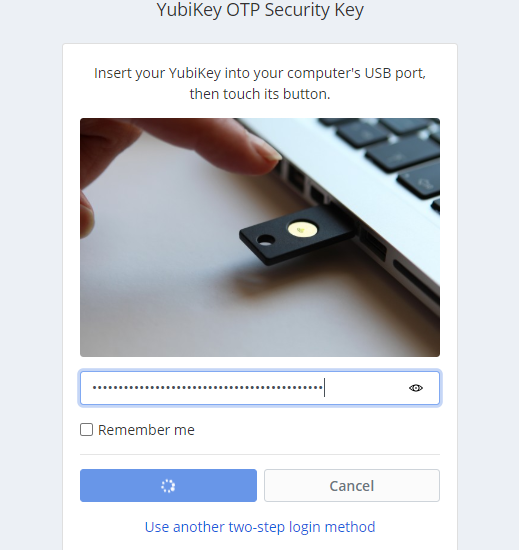 YubiKey OTP Security Key
Insert your YubiKey into your computer's USB port,
then touch its button.
Remember me
Cancel
Use another two-step login method